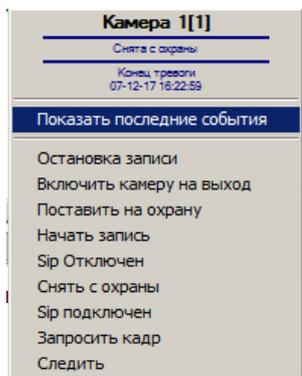 Камера 1[1]
Снята с охраны
Конец тревоги
07-12-17 16:22:59
Показать последние события
Остановка записи
Включить камеру на выход
Поставить на охрану
Начать запись
Sip Отключен
Снять с охраны
Sip подключен
Запросить кадр
Следить